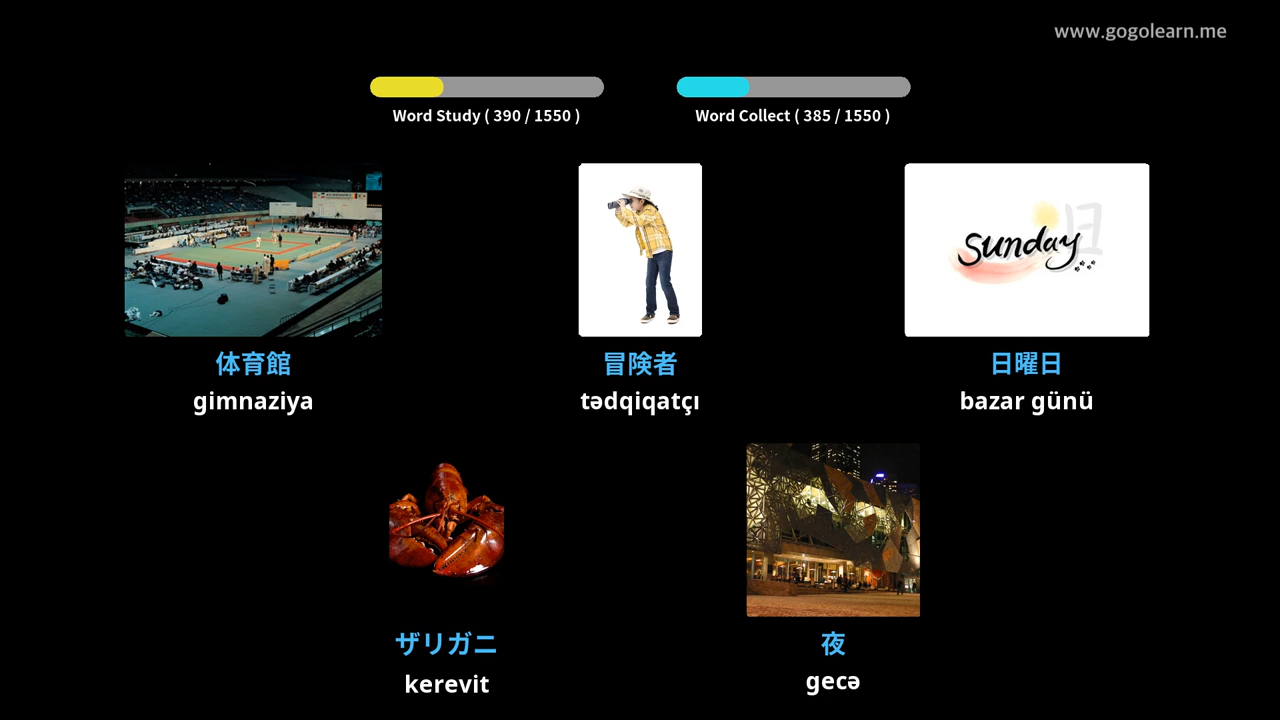 www.gogolearn.me
Word Study ( 390 / 1550 )
Word Collect ( 385 / 1550 )
Sunday
日
体育館
gimnaziya
冒険者
tədqiqatçı
日曜日
bazar günü
ザリガニ
kerevit
夜
gecə